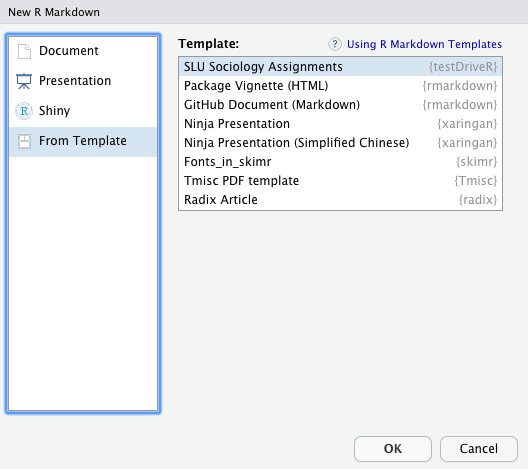 New R Markdown
Document
Presentation
R Shiny
From Template
Template: ? Using R Markdown Templates
SLU Sociology Assignments {testDriveR}
Package Vignette (HTML) {rmarkdown}
GitHub Document (Markdown) {rmarkdown}
Ninja Presentation {xaringan}
Ninja Presentation (Simplified Chinese) {xaringan}
Fonts_in_skimr {skimr}
Tmisc PDF template {Tmisc}
Radix Article {radix}
OK Cancel